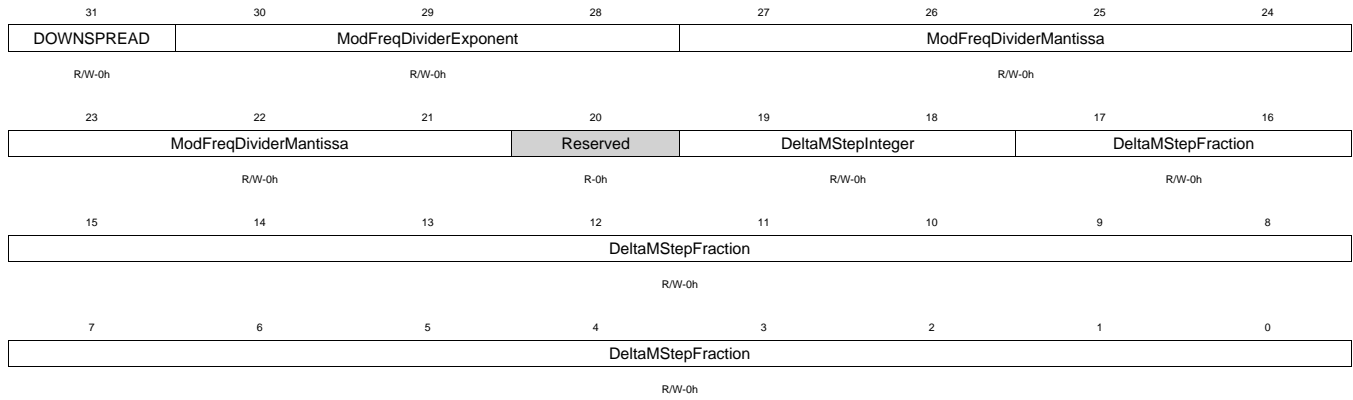 31 30 29 28 27 26 25 24
DOWNSPREAD ModFreqDividerExponent ModFreqDividerMantissa
R/W-0h R/W-0h R/W-0h
23 22 21 20 19 18 17 16
ModFreqDividerMantissa Reserved DeltaMStepInteger DeltaMStepFraction
R/W-0h R-0h R/W-0h R/W-0h
15 14 13 12 11 10 9 8
DeltaMStepFraction
R/W-0h
7 6 5 4 3 2 1 0
DeltaMStepFraction
R/W-0h